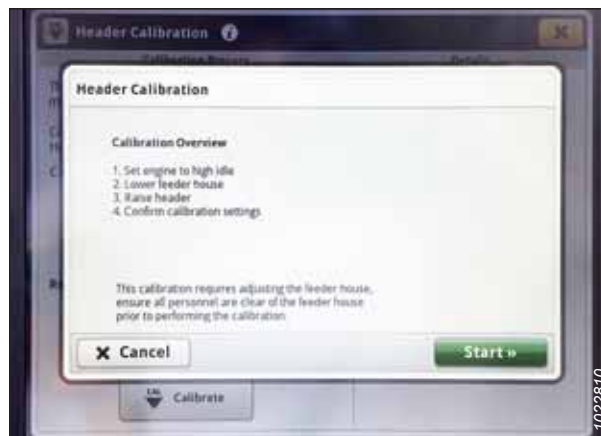 Header Calibration
Header Calibration
Calibration Overview
1. Set engine to high idle
2. Lower feeder house
3. Raise header
4. Confirm calibration settings
This calibration requires adjusting the feeder house,
ensure all personnel are clear of the feeder house
prior to performing the calibration
Cancel
Start »
CAL
Calibrate
1022810